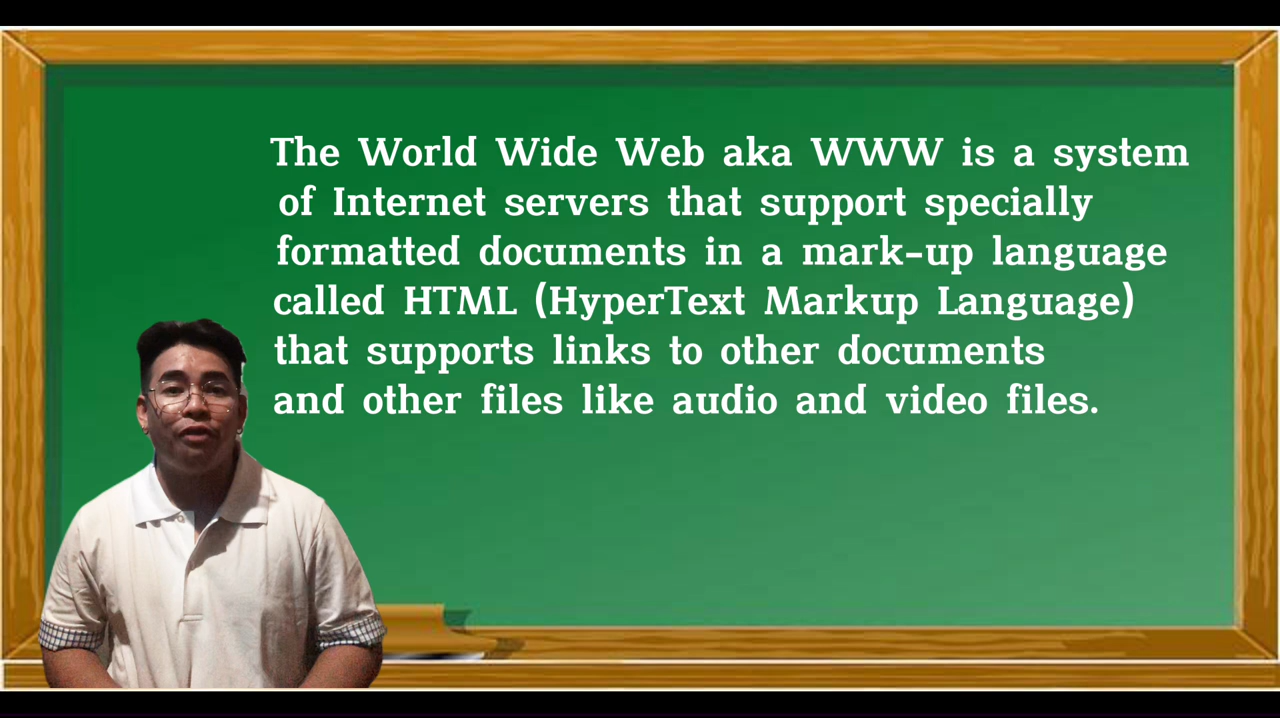 The World Wide Web aka WWW is a system
of Internet servers that support specially
formatted documents in a mark-up language
called HTML (HyperText Markup Language)
that supports links to other documents
and other files like audio and video files.